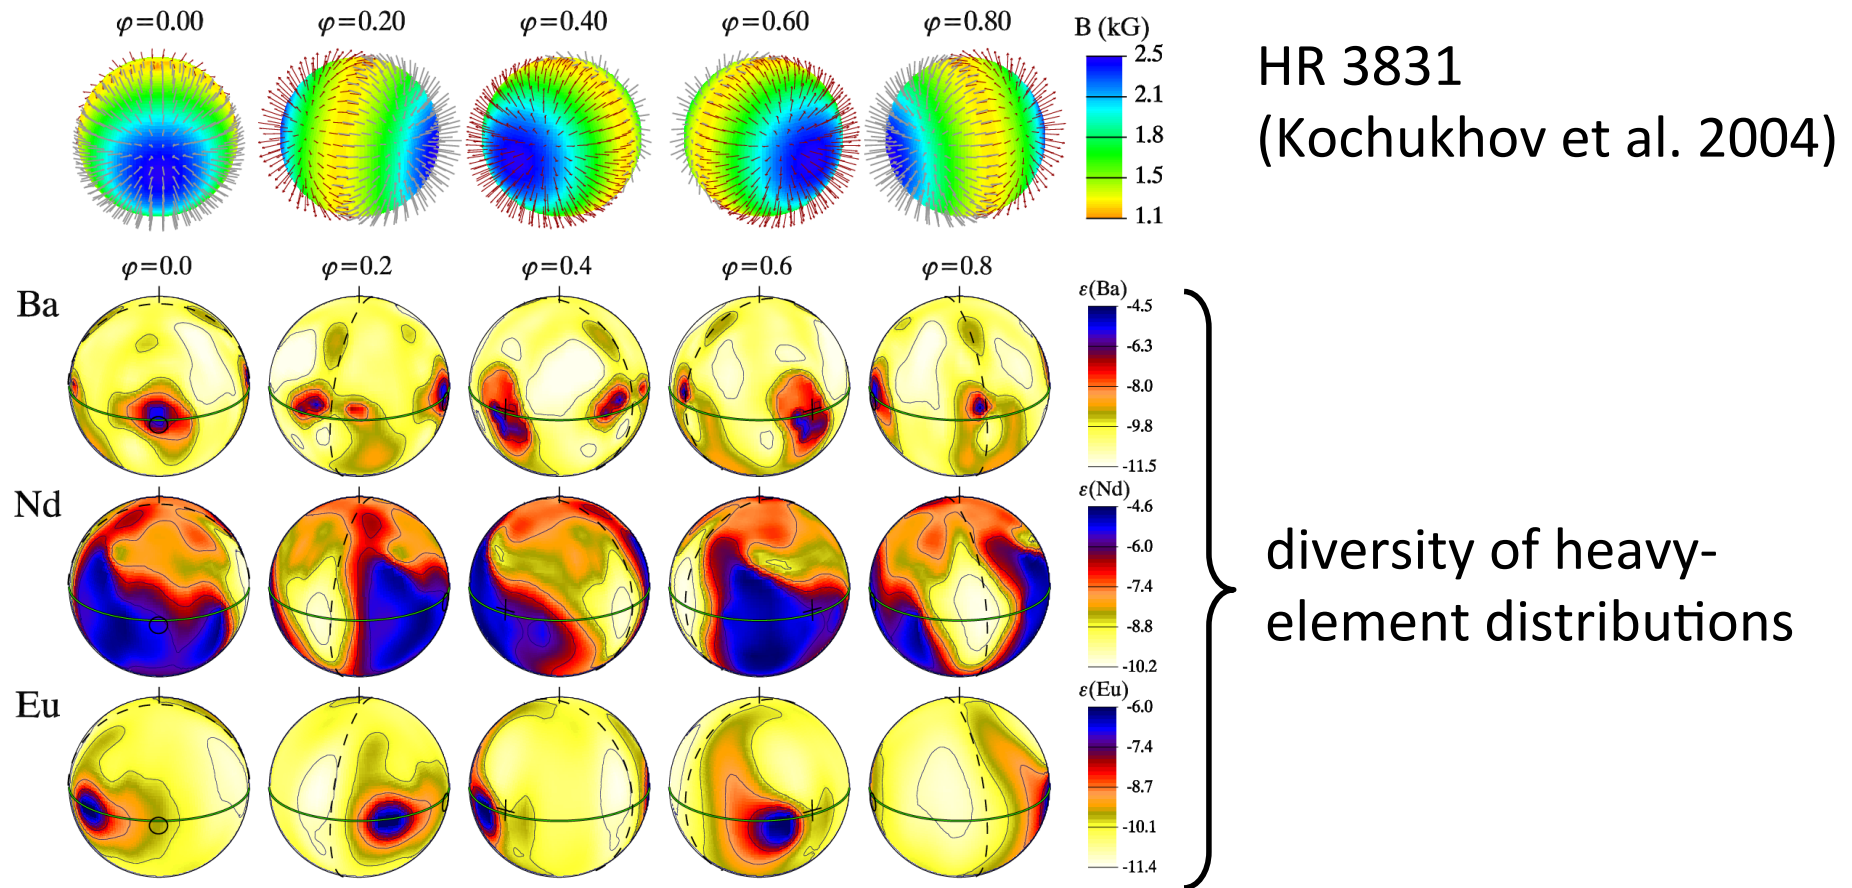 φ=0.00 φ=0.20 φ=0.40 φ=0.60 φ=0.80 B (kG)
2.5
2.1
1.8
1.5
1.1
HR 3831
(Kochukhov et al. 2004)
φ=0.0 φ=0.2 φ=0.4 φ=0.6 φ=0.8
Ba
ε(Ba)
-4.5
-6.3
-8.0
-9.8
-11.5
Nd
ε(Nd)
-4.6
-6.0
-7.4
-8.8
-10.2
Eu
ε(Eu)
-6.0
-7.4
-8.7
-10.1
-11.4
diversity of heavy-
element distributions